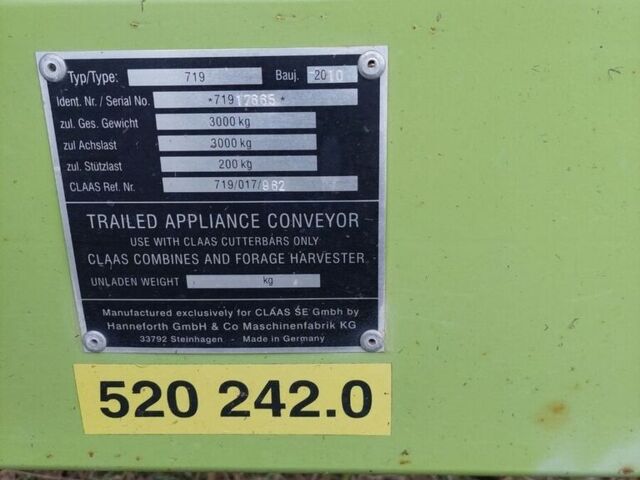 Typ/Type: 719 Bauj. 2010
Ident. Nr. / Serial No. *719 17665 *
zul. Ges. Gewicht 3000 kg
zul Achslast 3000 kg
zul. Stützlast 200 kg
CLAAS Ref. Nr. 719/017/962
TRAILED APPLIANCE CONVEYOR
USE WITH CLAAS CUTTERBARS ONLY
CLAAS COMBINES AND FORAGE HARVESTER
UNLADEN WEIGHT kg
Manufactured exclusively for CLAAS SE Gmbh by
Hanneforth GmbH & Co Maschinenfabrik KG
33792 Steinhagen - Made in Germany
520 242.0